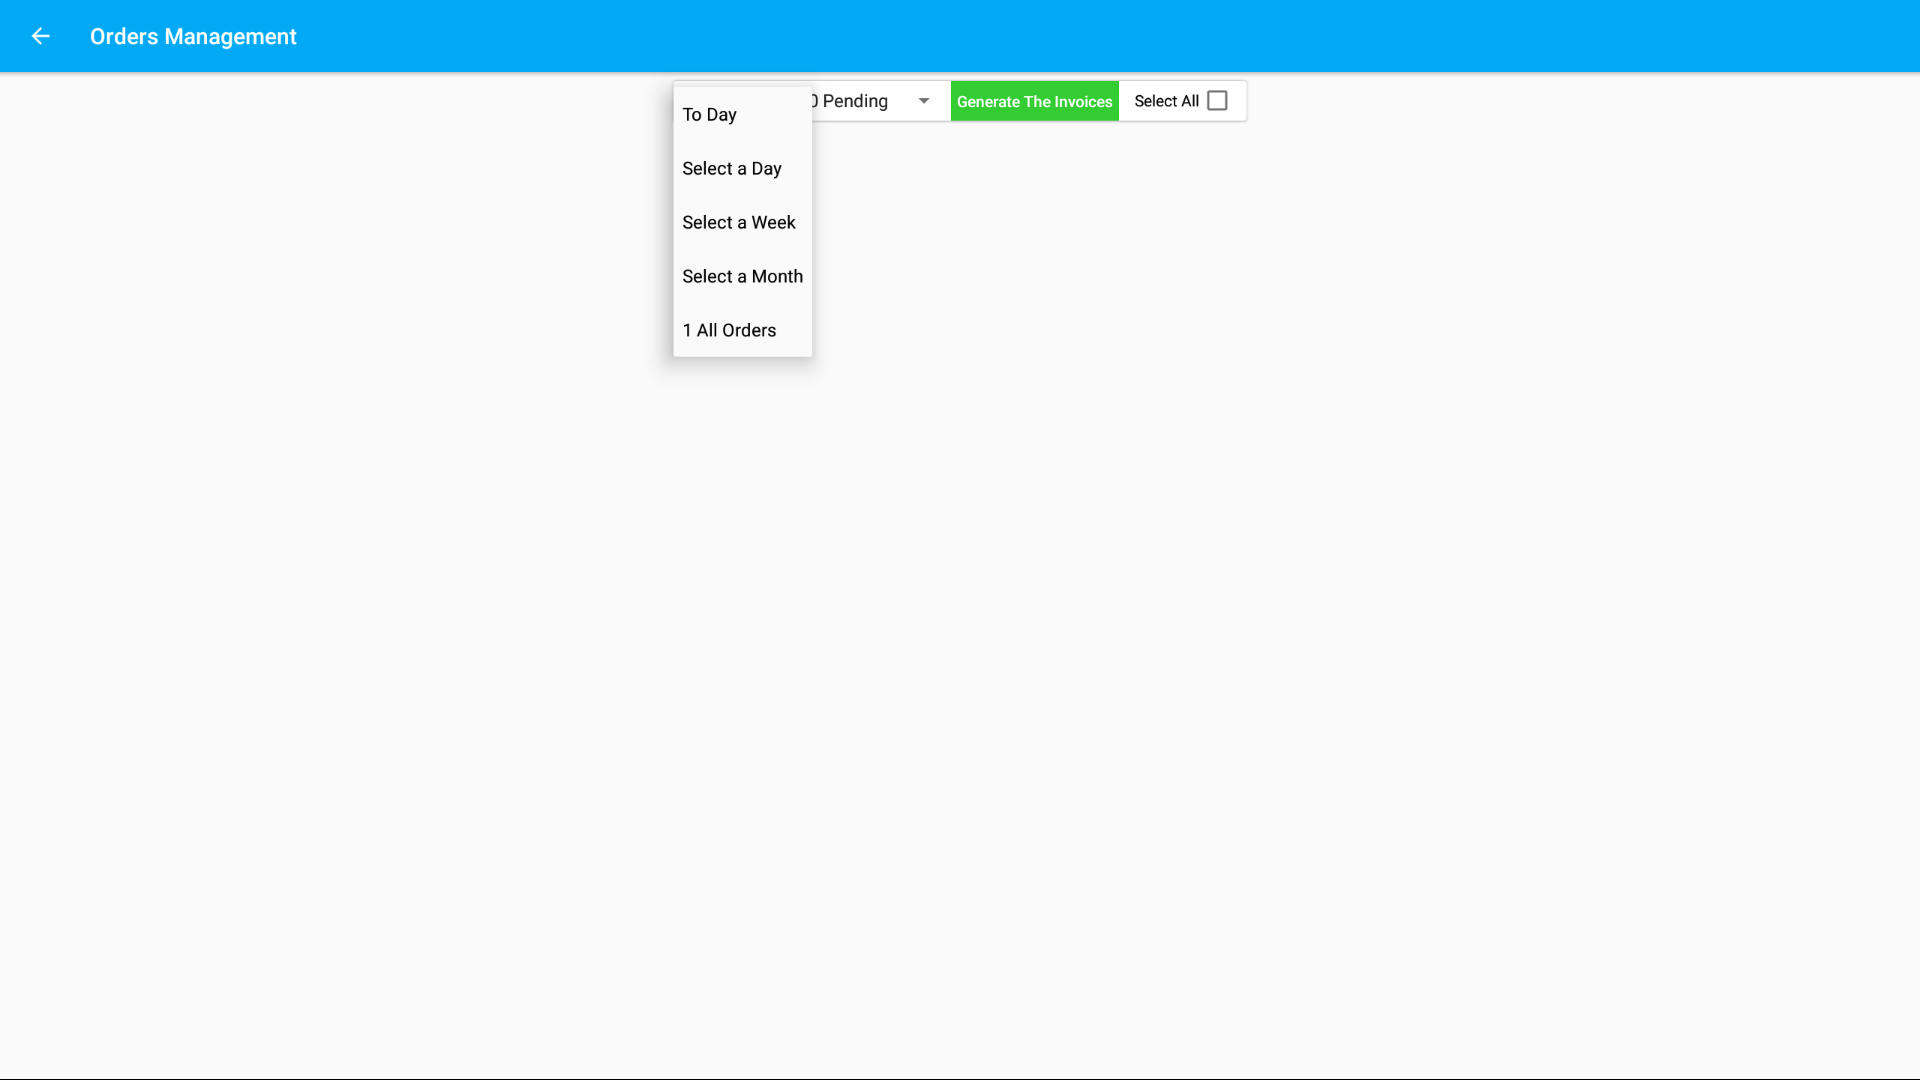 Orders Management
To Day
0 Pending
Generate The Invoices
Select All
Select a Day
Select a Week
Select a Month
1 All Orders